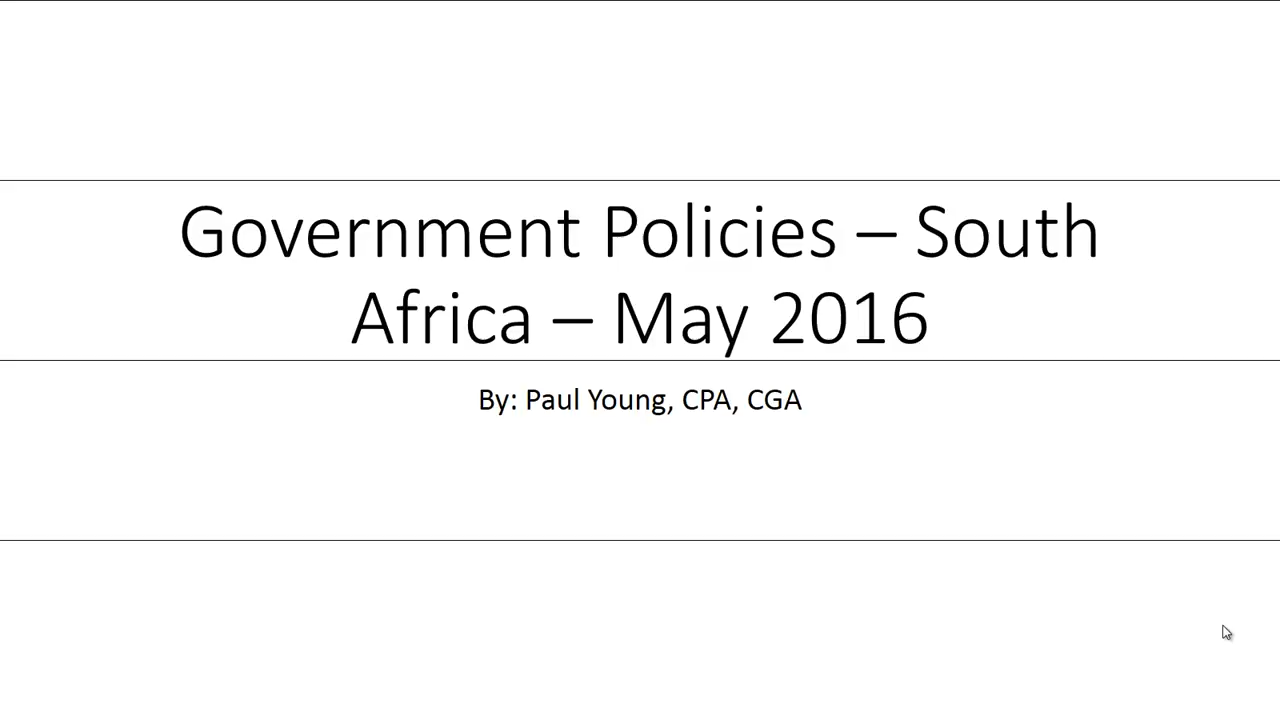 Government Policies – South
Africa – May 2016
By: Paul Young, CPA, CGA